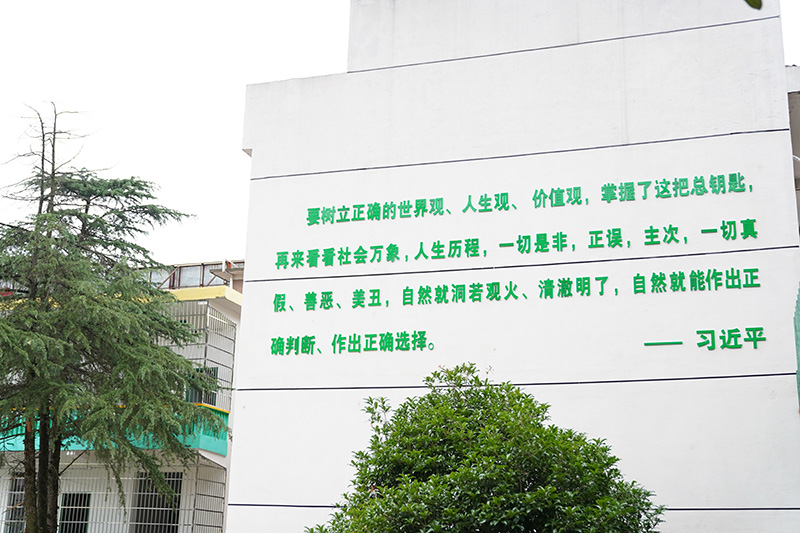 要树立正确的世界观、人生观、价值观，掌握了这把总钥匙，
再来看看社会万象，人生历程，一切是非，正误，主次，一切真
假、善恶、美丑，自然就洞若观火、清澈明了，自然就能作出正
确判断、作出正确选择。
—— 习近平